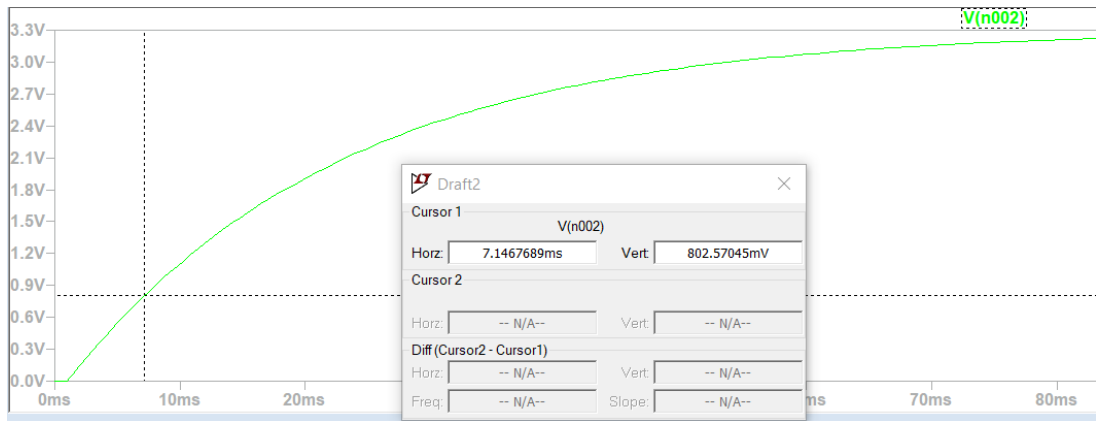 V(n002)
3.3V
3.0V
2.7V
2.4V
2.1V
1.8V
1.5V
1.2V
0.9V
0.6V
0.3V
0.0V
0ms 10ms 20ms ms 70ms 80ms
Draft2
Cursor 1
V(n002)
Horz: 7.1467689ms Vert: 802.57045mV
Cursor 2
Horz: -- N/A-- Vert: -- N/A--
Diff (Cursor2 - Cursor1)
Horz: -- N/A-- Vert: -- N/A--
Freq: -- N/A-- Slope: -- N/A--